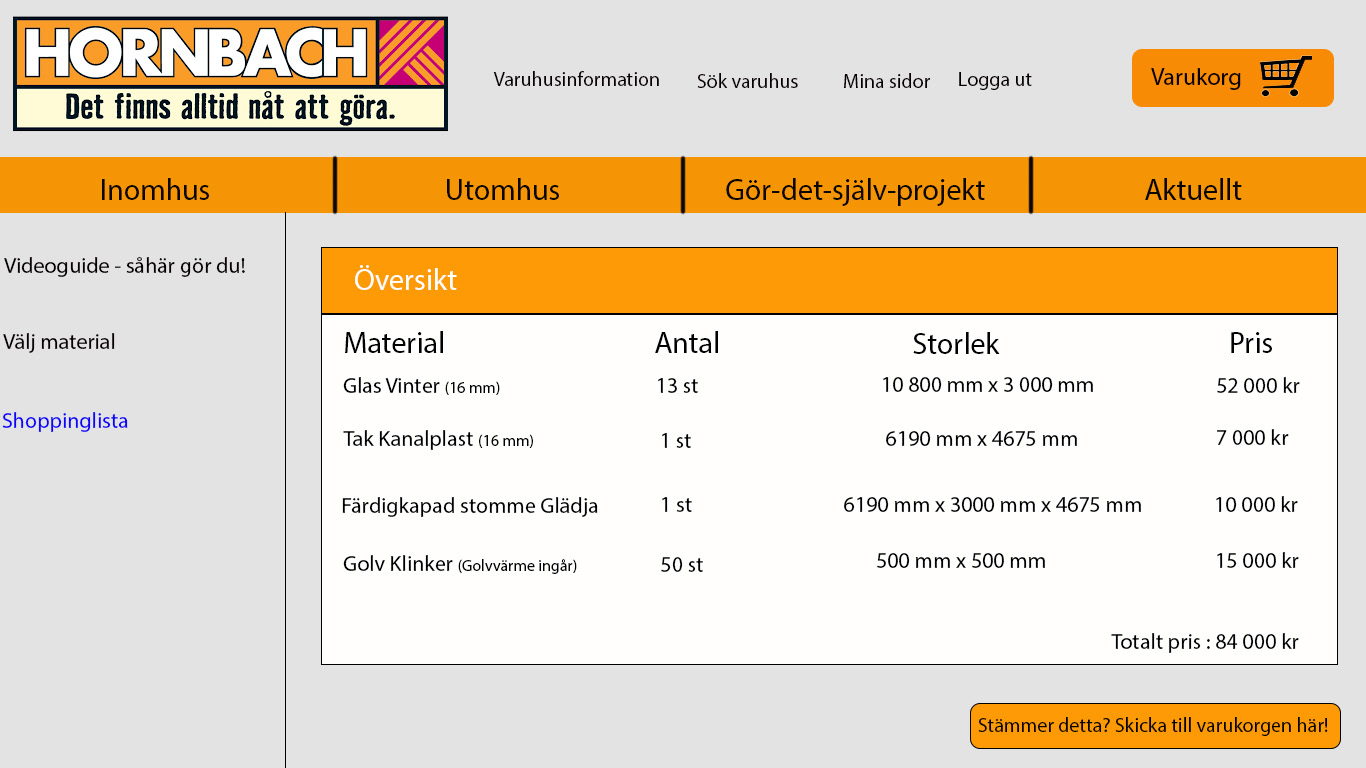 HORNBACH
Det finns alltid nåt att göra.
Varuhusinformation Sök varuhus Mina sidor Logga ut Varukorg
Inomhus Utomhus Gör-det-själv-projekt Aktuellt
Videoguide - såhär gör du!
Välj material
Shoppinglista
Översikt
Material Antal Storlek Pris
Glas Vinter (16 mm) 13 st 10 800 mm x 3 000 mm 52 000 kr
Tak Kanalplast (16 mm) 1 st 6190 mm x 4675 mm 7 000 kr
Färdigkapad stomme Glädja 1 st 6190 mm x 3000 mm x 4675 mm 10 000 kr
Golv Klinker (Golvvärme ingår) 50 st 500 mm x 500 mm 15 000 kr
Totalt pris : 84 000 kr
Stämmer detta? Skicka till varukorgen här!